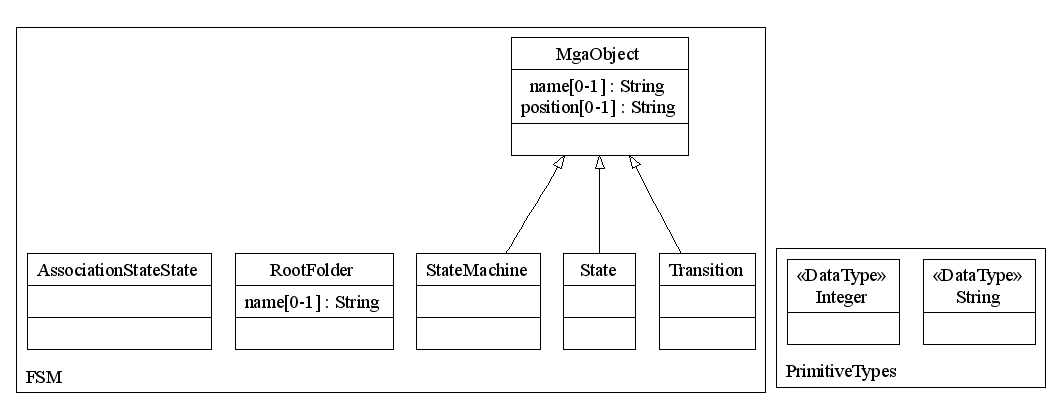 MgaObject
name[0-1] : String
position[0-1] : String
AssociationStateState
RootFolder
name[0-1] : String
StateMachine
State
Transition
FSM
«DataType»
Integer
«DataType»
String
PrimitiveTypes